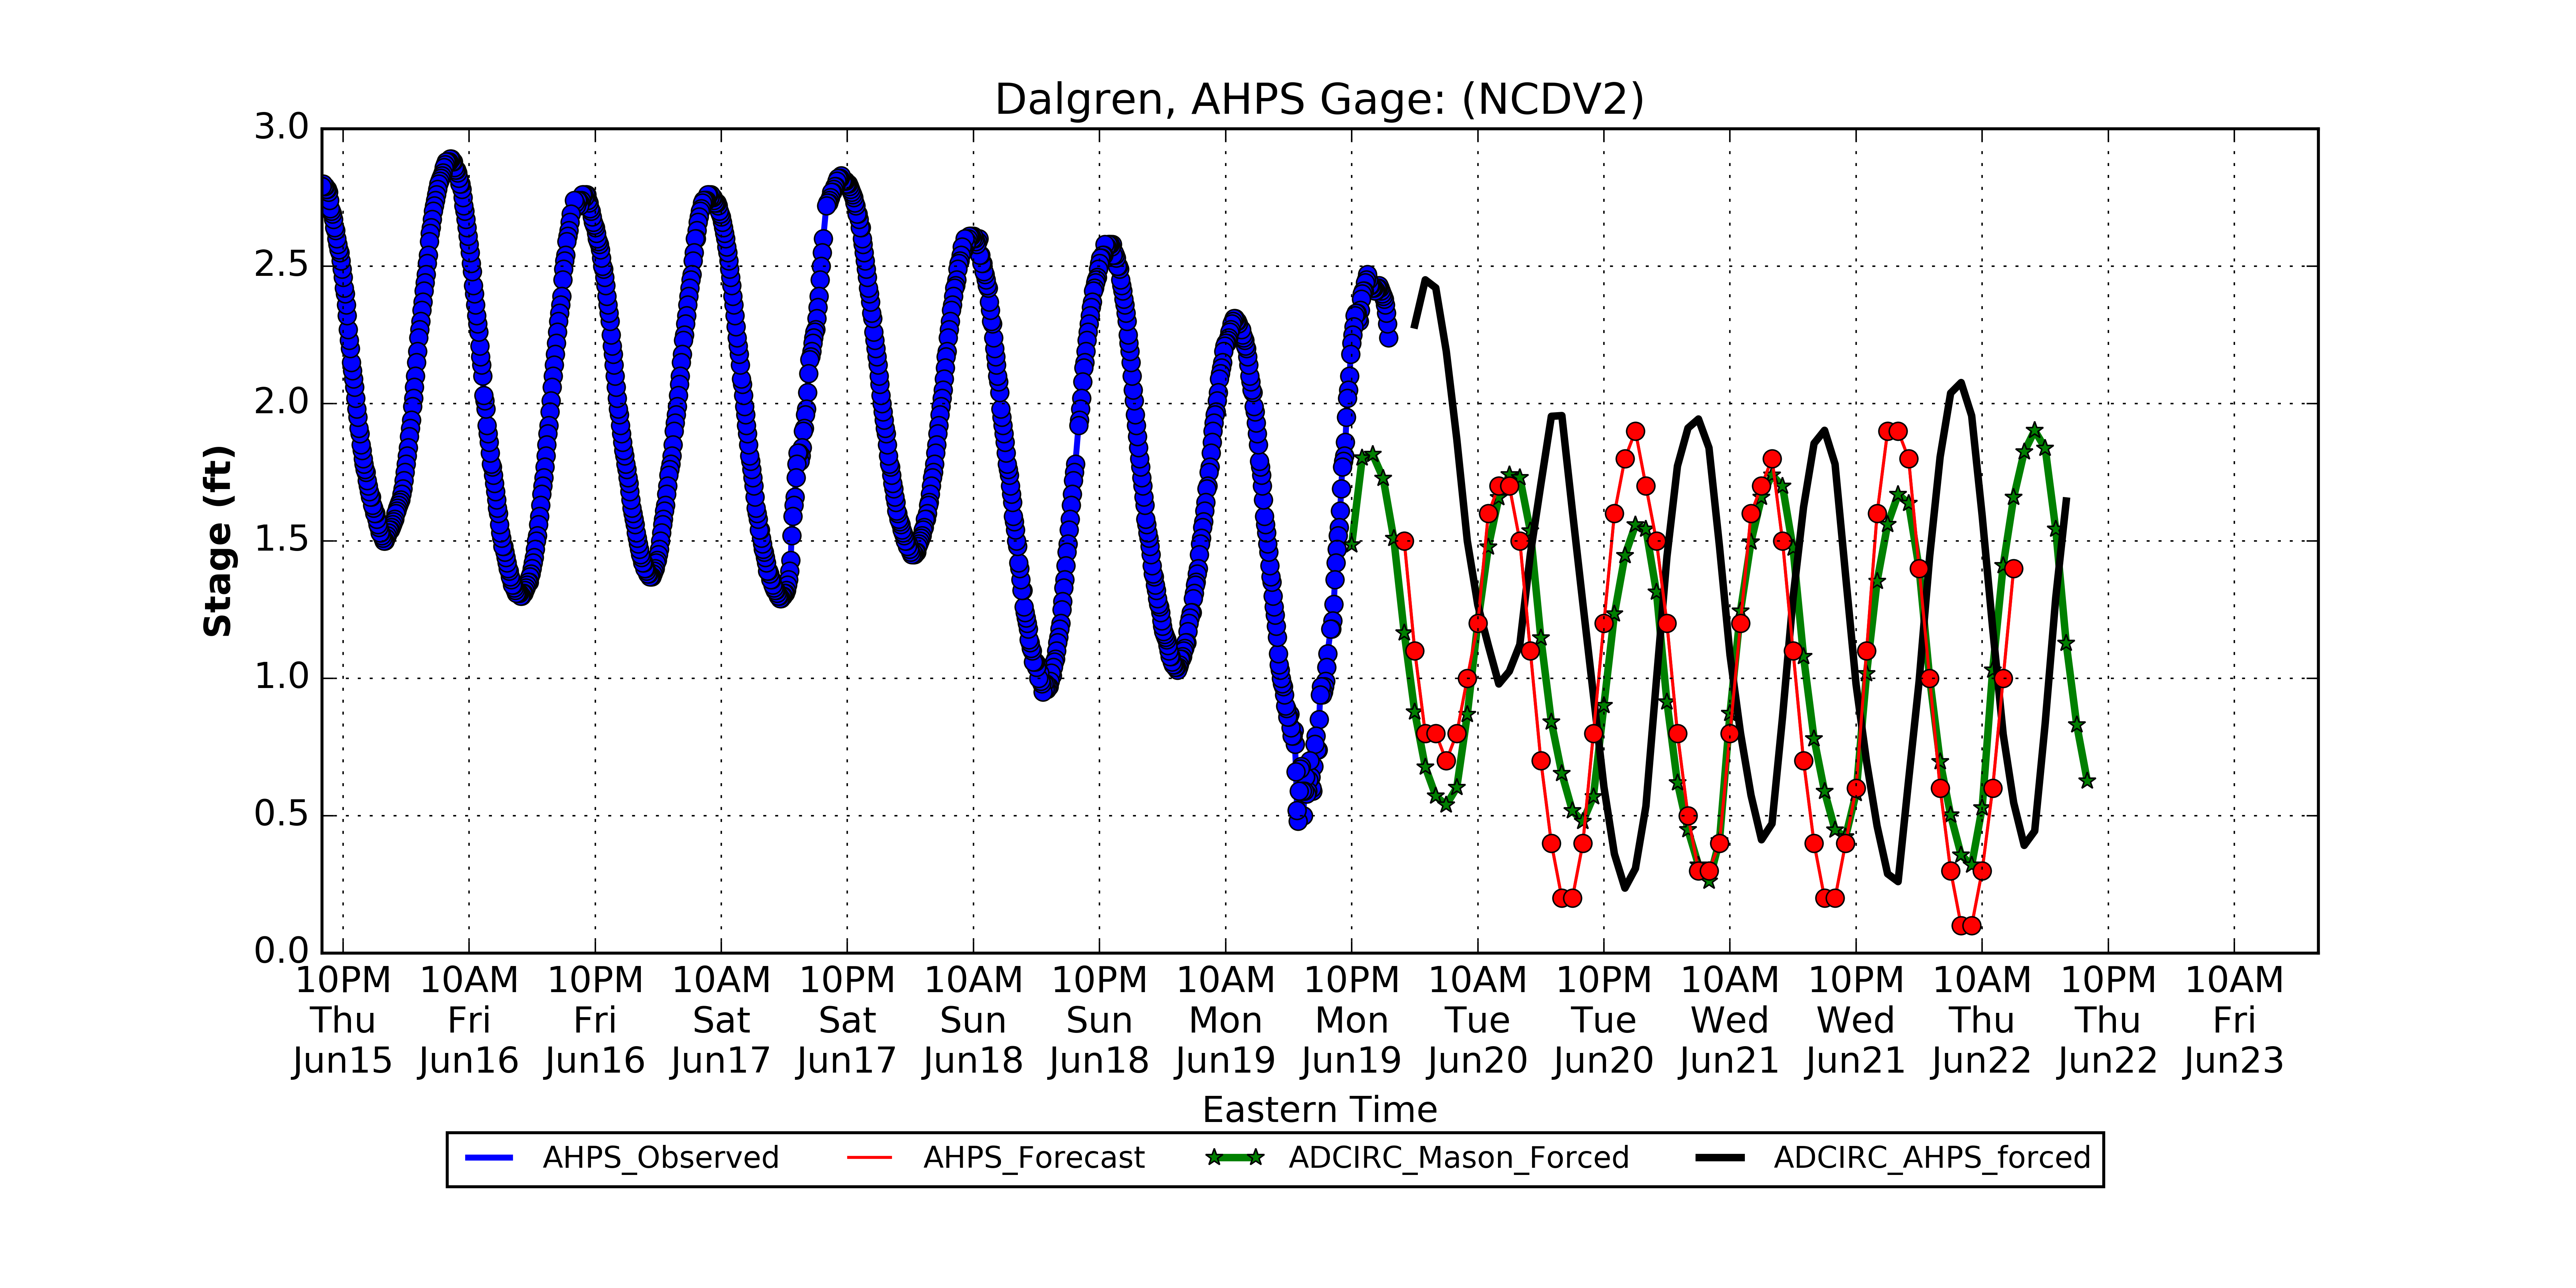 Dalgren, AHPS Gage: (NCDV2)
3.0
2.5
2.0
1.5
1.0
0.5
0.0
Stage (ft)
10PM 10AM 10PM 10AM 10PM 10AM 10PM 10AM 10PM 10AM 10PM 10AM 10PM 10AM 10PM 10AM
Thu Fri Fri Sat Sat Sun Sun Mon Mon Tue Tue Wed Wed Thu Thu Fri
Jun15 Jun16 Jun16 Jun17 Jun17 Jun18 Jun18 Jun19 Jun19 Jun20 Jun20 Jun21 Jun21 Jun22 Jun22 Jun23
Eastern Time
AHPS_Observed AHPS_Forecast ADCIRC_Mason_Forced ADCIRC_AHPS_forced